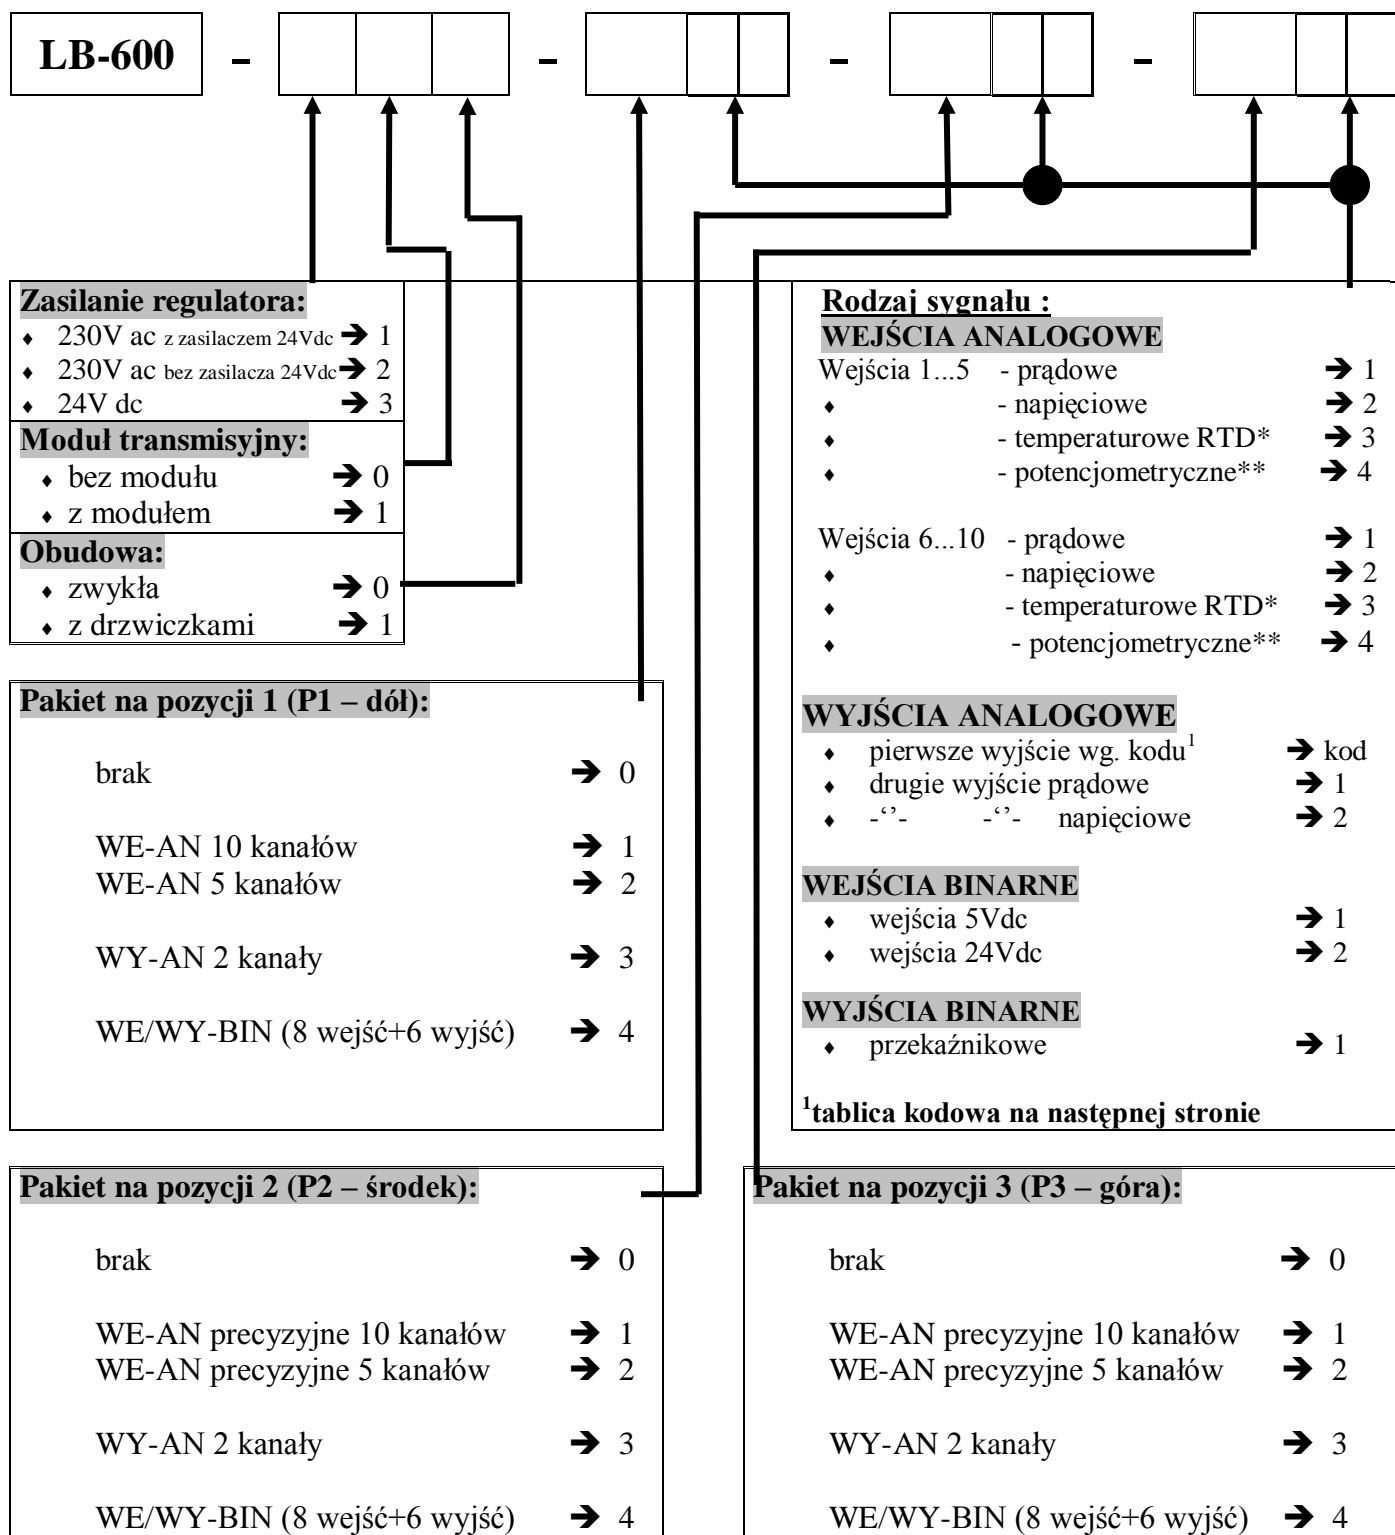 LB-600 - - - -
Zasilanie regulatora:
♦ 230V ac z zasilaczem 24Vdc ➔ 1
♦ 230V ac bez zasilacza 24Vdc ➔ 2
♦ 24V dc ➔ 3
Moduł transmisyjny:
♦ bez modułu ➔ 0
♦ z modułem ➔ 1
Obudowa:
♦ zwykła ➔ 0
♦ z drzwiczkami ➔ 1
Rodzaj sygnału :
WEJŚCIA ANALOGOWE
Wejścia 1...5 - prądowe ➔ 1
♦ - napięciowe ➔ 2
♦ - temperaturowe RTD* ➔ 3
♦ - potencjometryczne** ➔ 4
Wejścia 6...10 - prądowe ➔ 1
♦ - napięciowe ➔ 2
♦ - temperaturowe RTD* ➔ 3
♦ - potencjometryczne** ➔ 4
WYJŚCIA ANALOGOWE
♦ pierwsze wyjście wg. kodu¹ ➔ kod
♦ drugie wyjście prądowe ➔ 1
♦ -‘’- -‘’- napięciowe ➔ 2
WEJŚCIA BINARNE
♦ wejścia 5Vdc ➔ 1
♦ wejścia 24Vdc ➔ 2
WYJŚCIA BINARNE
♦ przekaźnikowe ➔ 1
¹tablica kodowa na następnej stronie
Pakiet na pozycji 1 (P1 – dół):
brak ➔ 0
WE-AN 10 kanałów ➔ 1
WE-AN 5 kanałów ➔ 2
WY-AN 2 kanały ➔ 3
WE/WY-BIN (8 wejść+6 wyjść) ➔ 4
Pakiet na pozycji 2 (P2 – środek):
brak ➔ 0
WE-AN precyzyjne 10 kanałów ➔ 1
WE-AN precyzyjne 5 kanałów ➔ 2
WY-AN 2 kanały ➔ 3
WE/WY-BIN (8 wejść+6 wyjść) ➔ 4
Pakiet na pozycji 3 (P3 – góra):
brak ➔ 0
WE-AN precyzyjne 10 kanałów ➔ 1
WE-AN precyzyjne 5 kanałów ➔ 2
WY-AN 2 kanały ➔ 3
WE/WY-BIN (8 wejść+6 wyjść) ➔ 4